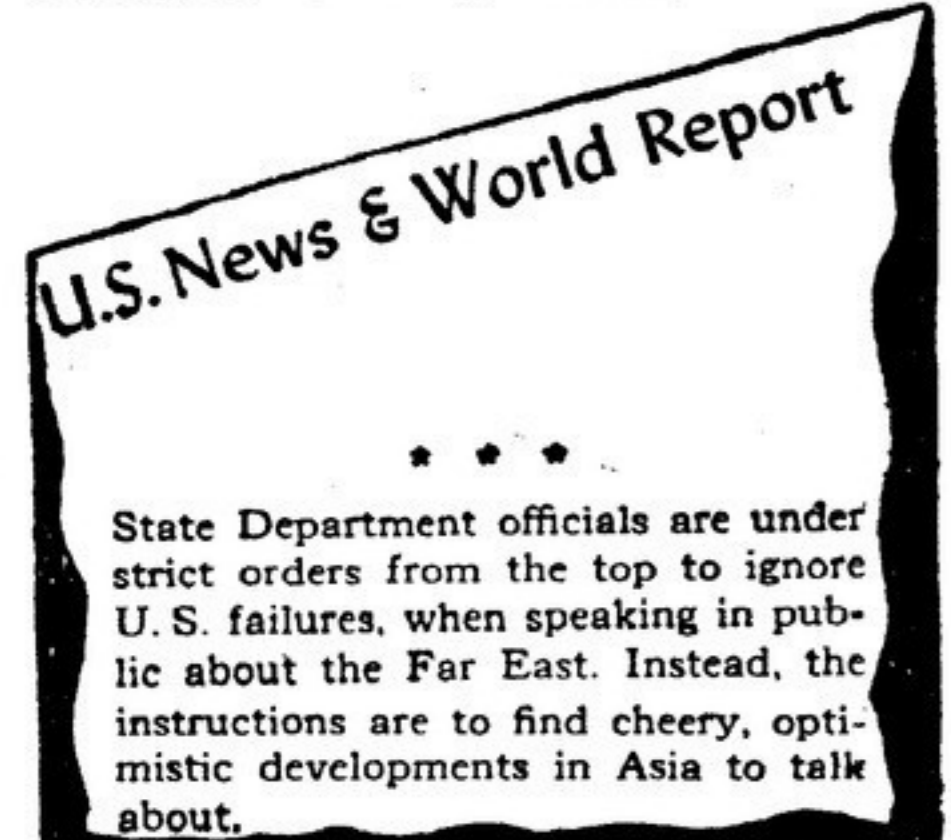 U.S. News & World Report
* * *
State Department officials are under
strict orders from the top to ignore
U. S. failures, when speaking in pub-
lic about the Far East. Instead, the
instructions are to find cheery, opti-
mistic developments in Asia to talk
about.